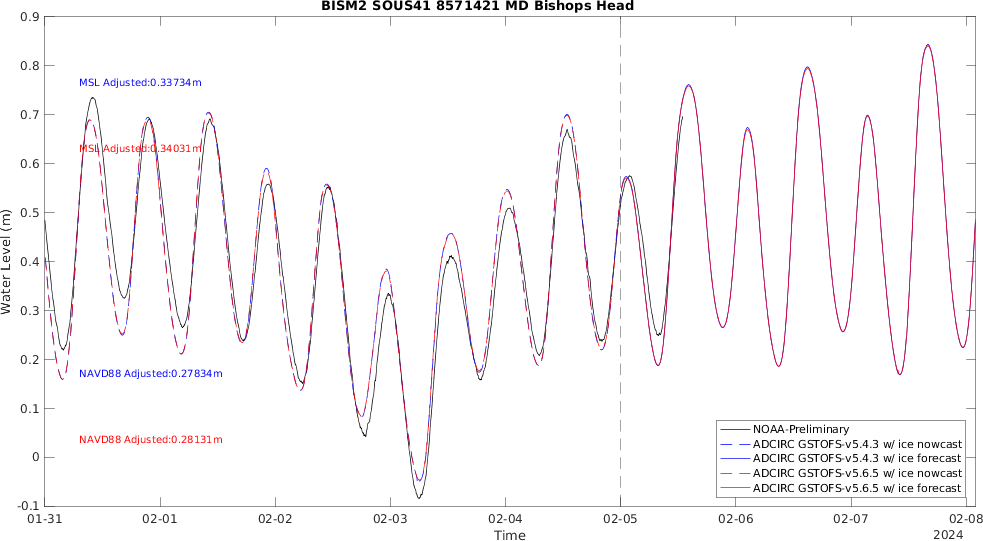 BISM2 SOUS41 8571421 MD Bishops Head
0.9
0.8
0.7
0.6
0.5
0.4
0.3
0.2
0.1
0
-0.1
Water Level (m)
MSL Adjusted:0.33734m
MSL Adjusted:0.34031m
NAVD88 Adjusted:0.27834m
NAVD88 Adjusted:0.28131m
NOAA-Preliminary
ADCIRC GSTOFS-v5.4.3 w/ ice nowcast
ADCIRC GSTOFS-v5.4.3 w/ ice forecast
ADCIRC GSTOFS-v5.6.5 w/ ice nowcast
ADCIRC GSTOFS-v5.6.5 w/ ice forecast
01-31 02-01 02-02 02-03 02-04 02-05 02-06 02-07 02-08
Time
2024